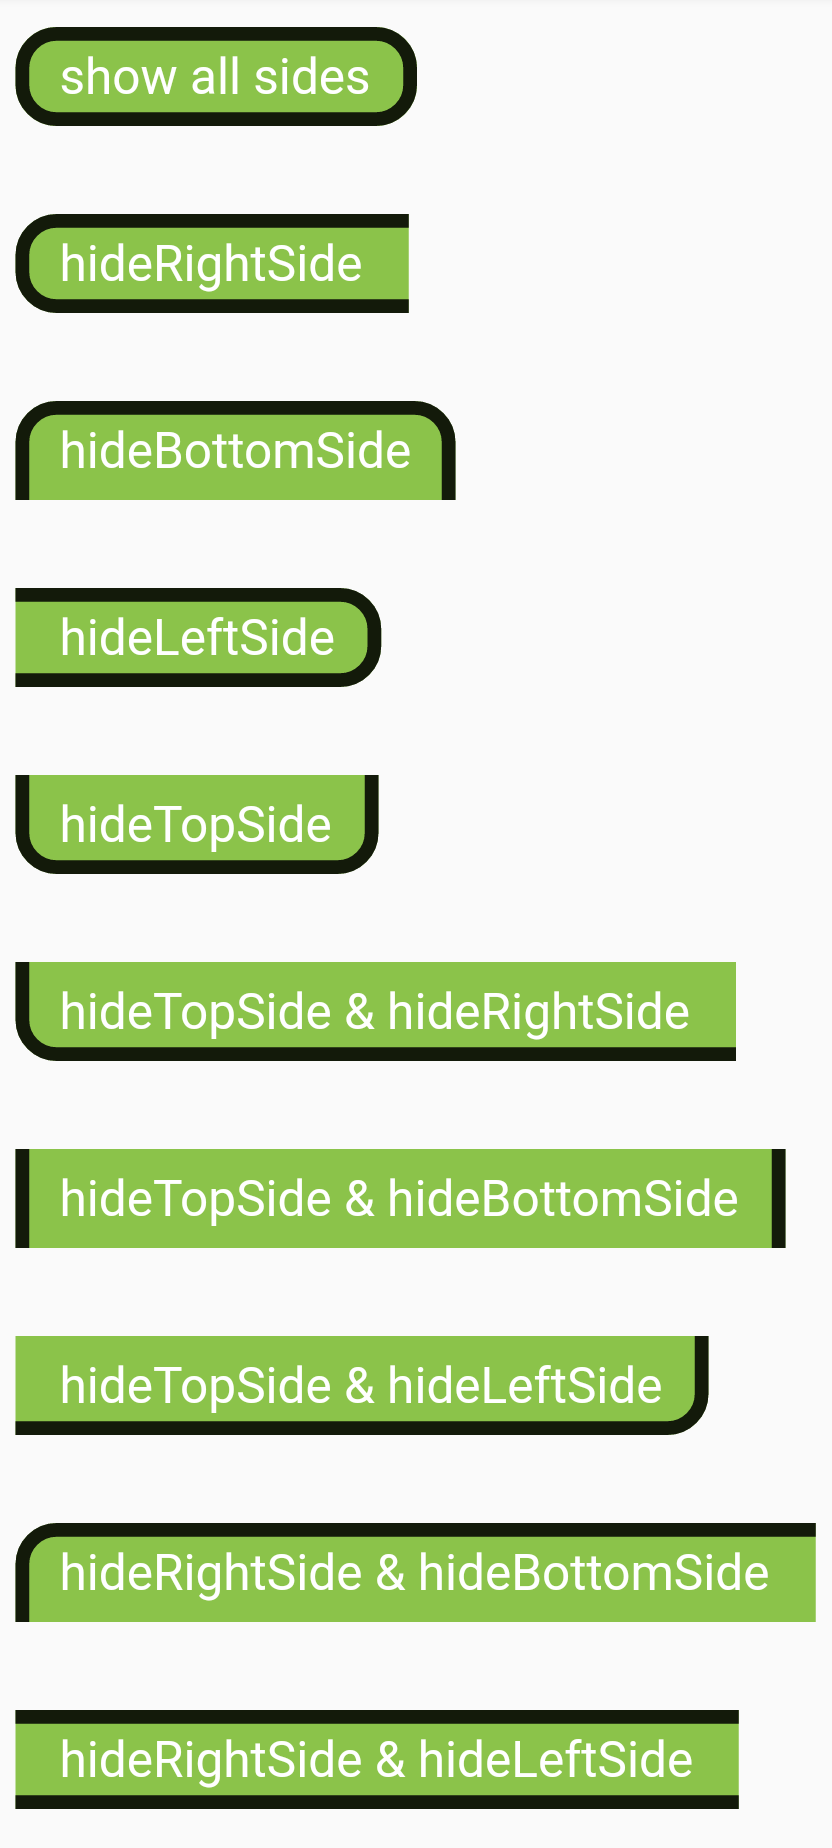 show all sides
hideRightSide
hideBottomSide
hideLeftSide
hideTopSide
hideTopSide & hideRightSide
hideTopSide & hideBottomSide
hideTopSide & hideLeftSide
hideRightSide & hideBottomSide
hideRightSide & hideLeftSide